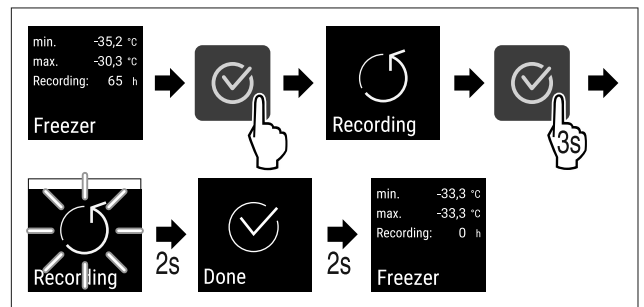 min. -35,2 °C
max. -30,3 °C
Recording: 65 h
Freezer
Recording
3s
Recording
2s
Done
2s
min. -33,3 °C
max. -33,3 °C
Recording: 0 h
Freezer